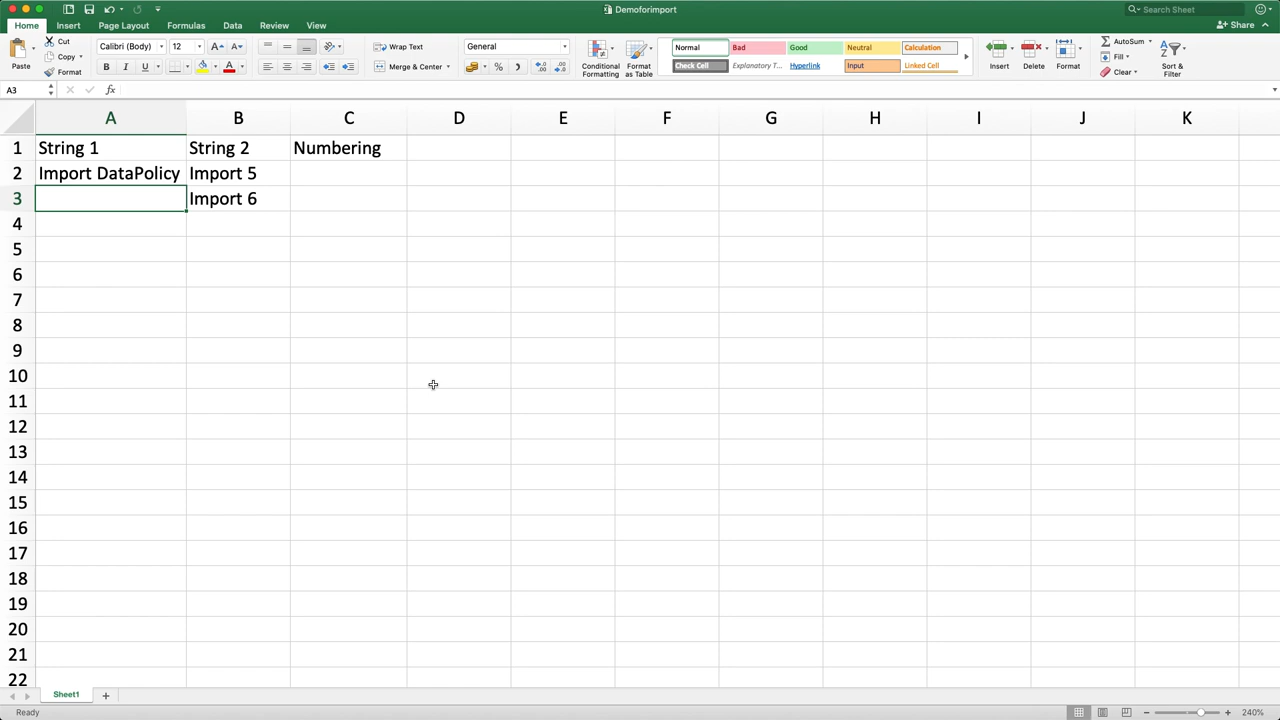 Demoforimport
Search Sheet
Home Insert Page Layout Formulas Data Review View
Share
Paste
Cut
Copy
Format
Calibri (Body) 12
Wrap Text
Merge & Center
General
Conditional Formatting
Format as Table
Normal Bad Good Neutral Calculation
Check Cell Explanatory T... Hyperlink Input Linked Cell
Insert Delete Format
AutoSum
Fill
Clear
Sort & Filter
A3 fx
A B C D E F G H I J K
1 String 1 String 2 Numbering
2 Import DataPolicy Import 5
3 Import 6
4
5
6
7
8
9
10
11
12
13
14
15
16
17
18
19
20
21
22
Sheet1
Ready 240%